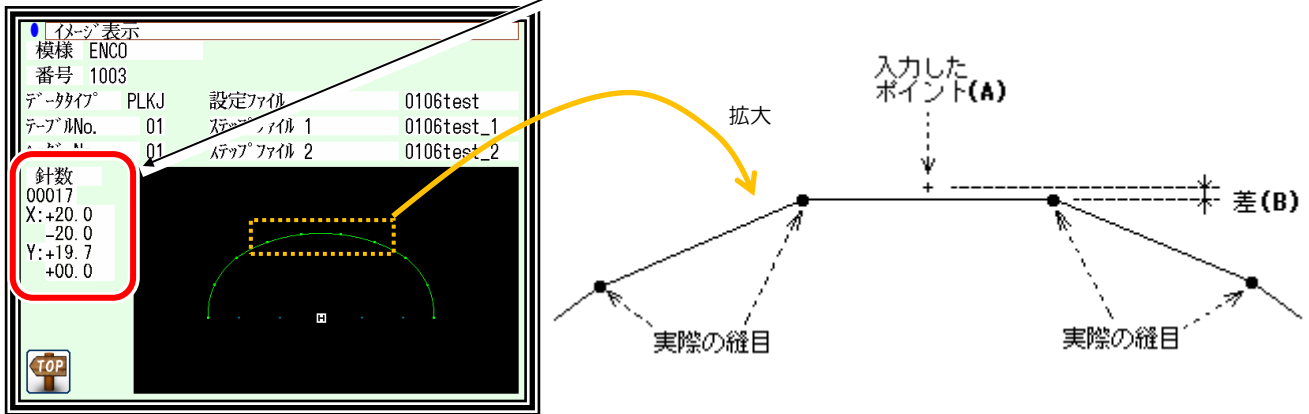 イメージ表示
模様 ENCO
番号 1003
データタイプ PLKJ 設定ファイル 0106test
テーブルNo. 01 ステップファイル 1 0106test_1
01 ステップファイル 2 0106test_2
針数
00017
X:+20.0
-20.0
Y:+19.7
+00.0
H
TOP
拡大
入力した
ポイント(A)
差(B)
実際の縫目
実際の縫目